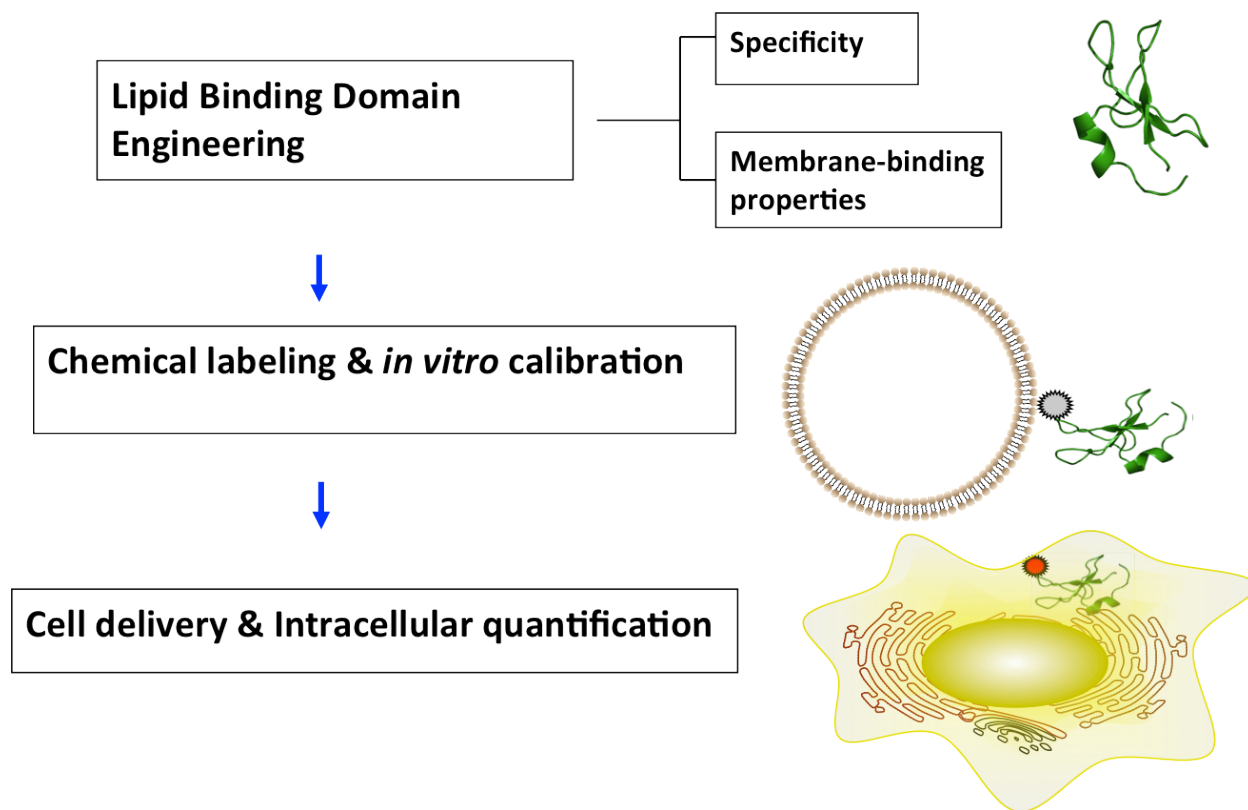 Specificity
Lipid Binding Domain
Engineering
Membrane-binding
properties
Chemical labeling & in vitro calibration
Cell delivery & Intracellular quantification